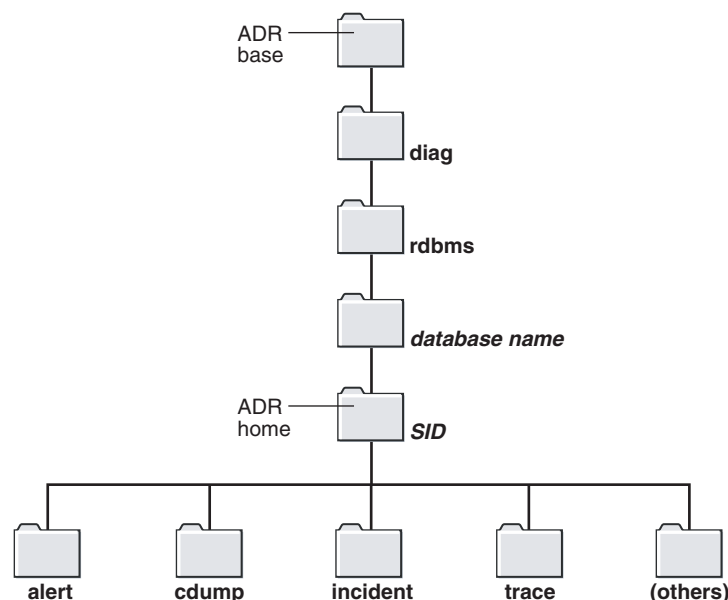 ADR
base
diag
rdbms
database name
ADR
home
SID
alert
cdump
incident
trace
(others)